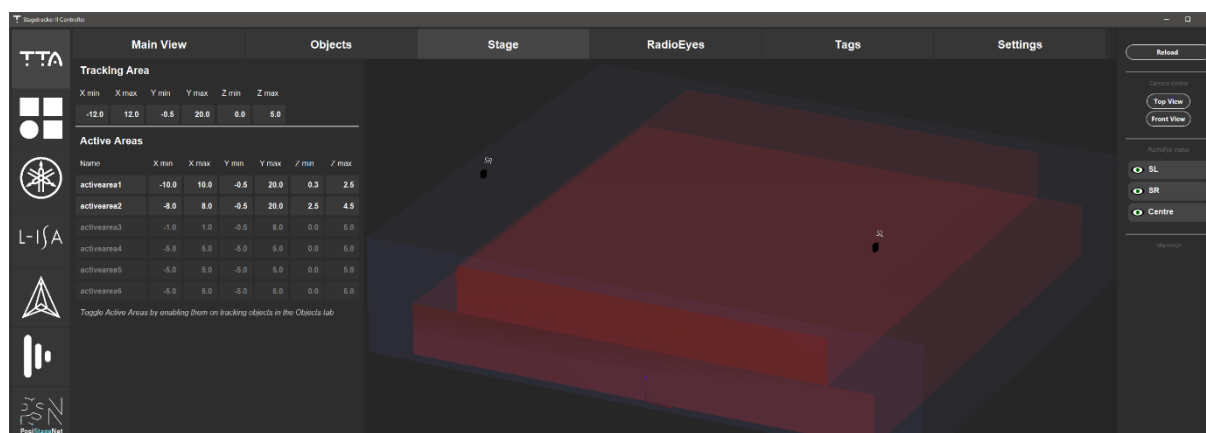 Stagetracker II Controller
TTA
Main View Objects Stage RadioEyes Tags Settings
Reload
Tracking Area
X min X max Y min Y max Z min Z max
-12.0 12.0 -0.5 20.0 0.0 5.0
Camera control
Top View
Front View
Active Areas
Name X min X max Y min Y max Z min Z max
activearea1 -10.0 10.0 -0.5 20.0 0.3 2.5
activearea2 -8.0 8.0 -0.5 20.0 2.5 4.5
activearea3 -1.0 1.0 -0.5 8.0 0.0 5.0
activearea4 -5.0 5.0 -5.0 5.0 0.0 5.0
activearea5 -5.0 5.0 -5.0 5.0 0.0 5.0
activearea6 -5.0 5.0 -5.0 5.0 0.0 5.0
Toggle Active Areas by enabling them on tracking objects in the Objects tab
SR
SL
RadioEye status
SL
SR
Centre
Warnings
L-ISA
PSN
PosiStageNet